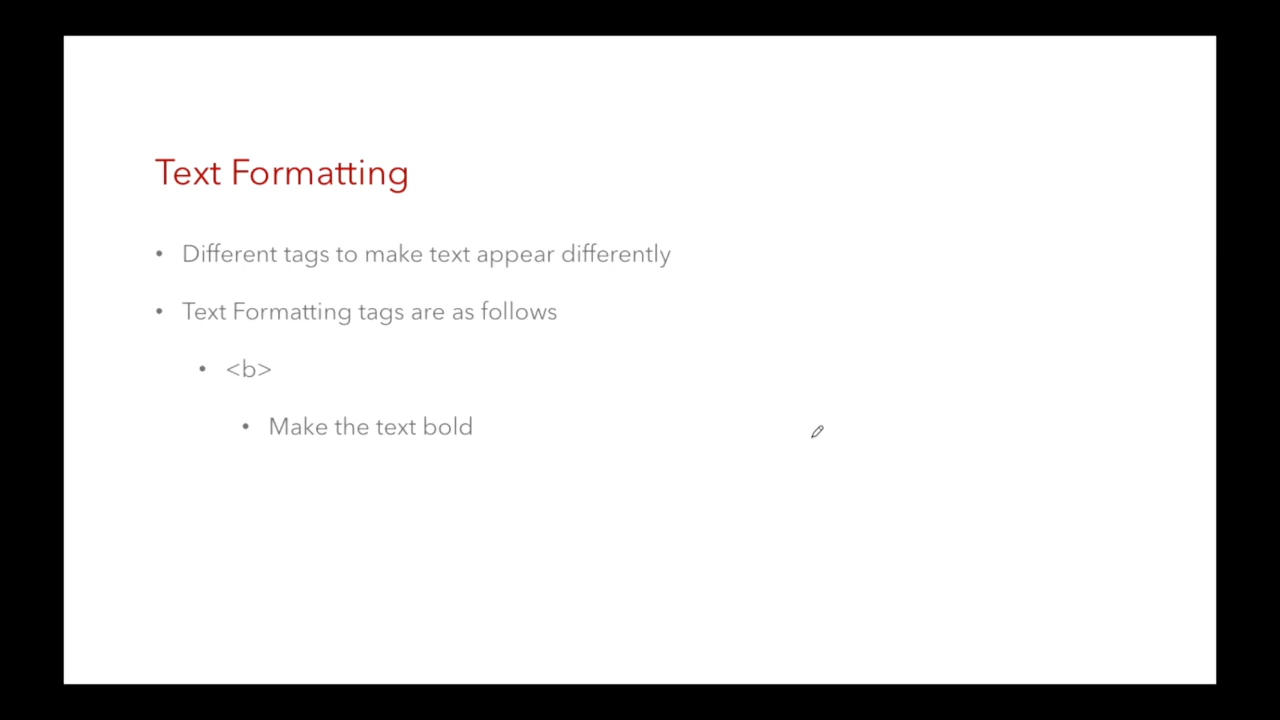 Text Formatting
• Different tags to make text appear differently
• Text Formatting tags are as follows
• <b>
• Make the text bold